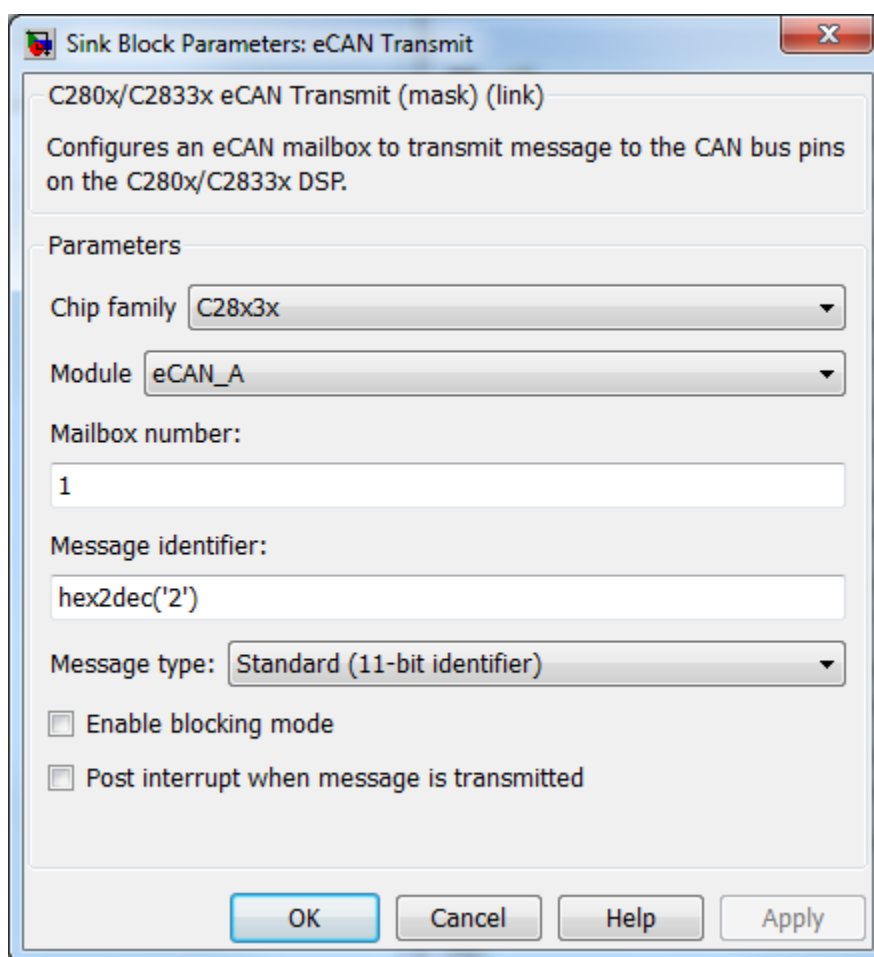 Sink Block Parameters: eCAN Transmit
C280x/C2833x eCAN Transmit (mask) (link)
Configures an eCAN mailbox to transmit message to the CAN bus pins
on the C280x/C2833x DSP.
Parameters
Chip family C28x3x
Module eCAN_A
Mailbox number:
1
Message identifier:
hex2dec('2')
Message type: Standard (11-bit identifier)
Enable blocking mode
Post interrupt when message is transmitted
OK Cancel Help Apply